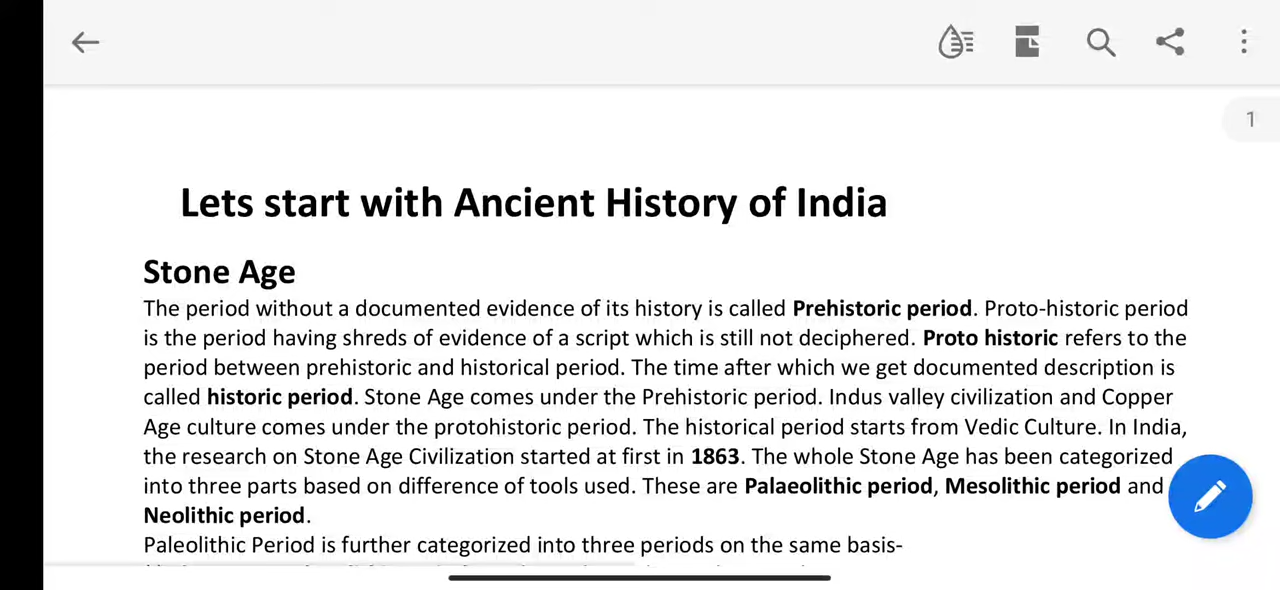 1
Lets start with Ancient History of India
Stone Age
The period without a documented evidence of its history is called Prehistoric period. Proto-historic period
is the period having shreds of evidence of a script which is still not deciphered. Proto historic refers to the
period between prehistoric and historical period. The time after which we get documented description is
called historic period. Stone Age comes under the Prehistoric period. Indus valley civilization and Copper
Age culture comes under the protohistoric period. The historical period starts from Vedic Culture. In India,
the research on Stone Age Civilization started at first in 1863. The whole Stone Age has been categorized
into three parts based on difference of tools used. These are Palaeolithic period, Mesolithic period and
Neolithic period.
Paleolithic Period is further categorized into three periods on the same basis-